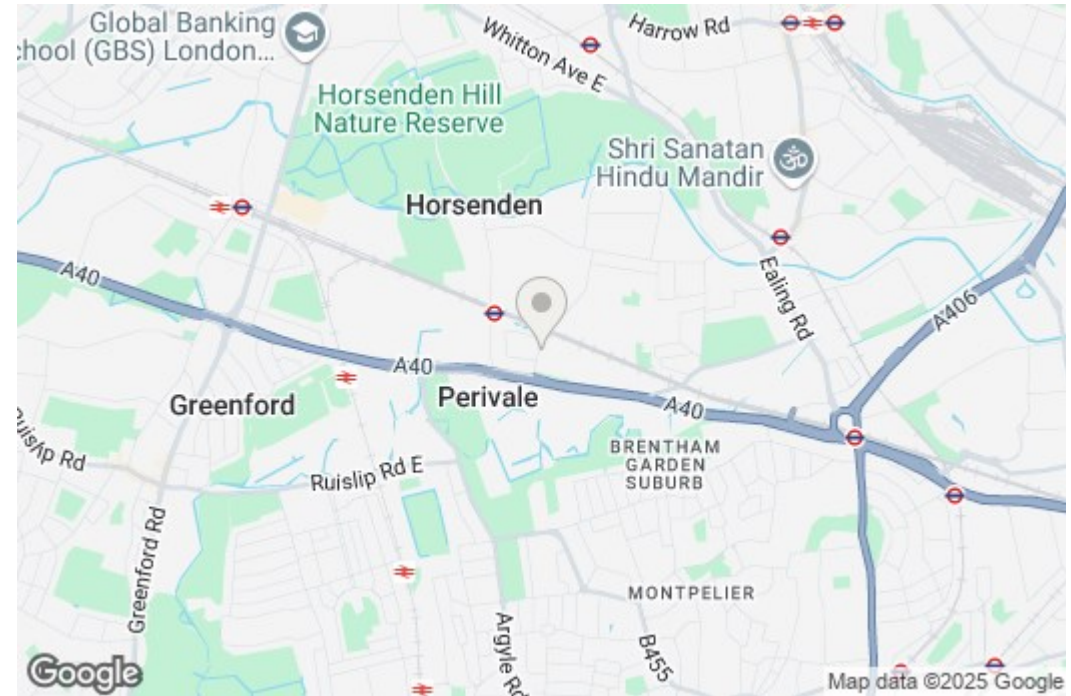 Global Banking
chool (GBS) London...
Whitton Ave E
Harrow Rd
Horsenden Hill
Nature Reserve
Shri Sanatan
Hindu Mandir
Horsenden
A40
Ealing Rd
A406
A40
Greenford
Perivale
A40
Ruislip Rd
Ruislip Rd E
BRENTHAM
GARDEN
SUBURB
Greenford Rd
MONTPELIER
Argyle Rd
B455
Google
Map data ©2025 Google